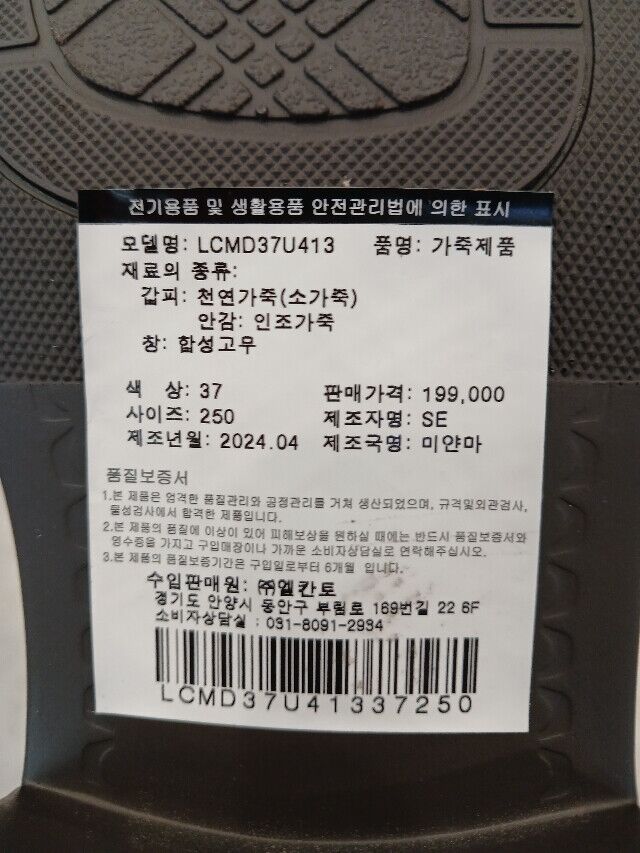 전기용품 및 생활용품 안전관리법에 의한 표시
모델명: LCMD37U413 품명: 가죽제품
재료의 종류:
갑피: 천연가죽(소가죽)
안감: 인조가죽
창: 합성고무
색 상: 37 판매가격: 199,000
사이즈: 250 제조자명: SE
제조년월: 2024.04 제조국명: 미얀마
품질보증서
1.본 제품은 엄격한 품질관리와 공정관리를 거쳐 생산되었으며, 규격및외관검사,
물성검사에서 합격한 제품입니다.
2.본 제품의 품질에 이상이 있어 피해보상을 원하실 때에는 반드시 품질보증서와
영수증을 가지고 구입매장이나 가까운 소비자상담실로 연락해주십시오.
3.본 제품의 품질보증기간은 구입일로부터 6개월 입니다.
수입판매원: ㈜엘칸토
경기도 안양시 동안구 부림로 169번길 22 6F
소비자상담실 : 031-8091-2934
LCMD37U41337250